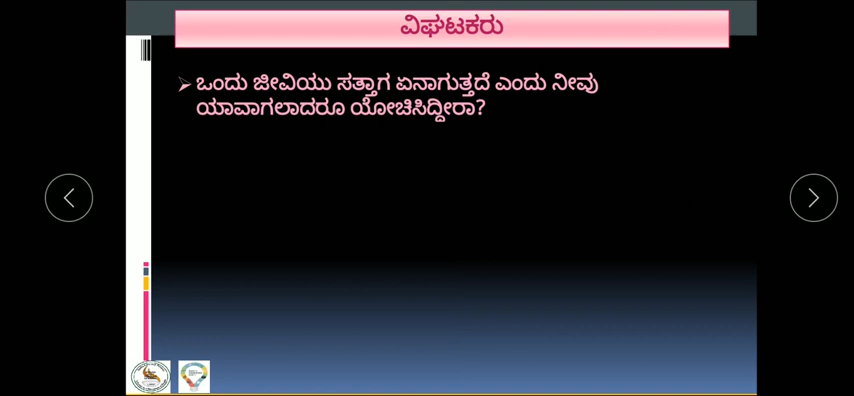 ವಿಘಟಕರು
ಒಂದು ಜೀವಿಯು ಸತ್ತಾಗ ಏನಾಗುತ್ತದೆ ಎಂದು ನೀವು
ಯಾವಾಗಲಾದರೂ ಯೋಚಿಸಿದ್ದೀರಾ?